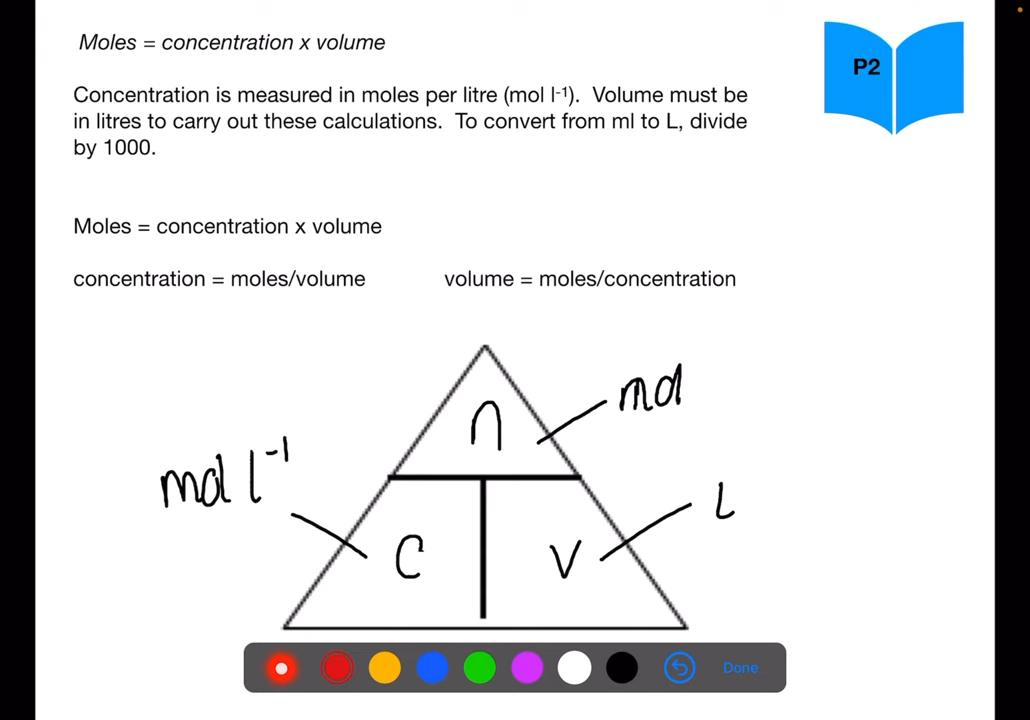 Moles = concentration x volume
P2
Concentration is measured in moles per litre (mol l⁻¹). Volume must be
in litres to carry out these calculations. To convert from ml to L, divide
by 1000.
Moles = concentration x volume
concentration = moles/volume
volume = moles/concentration
mol
n
mol l⁻¹
L
C
V
Done